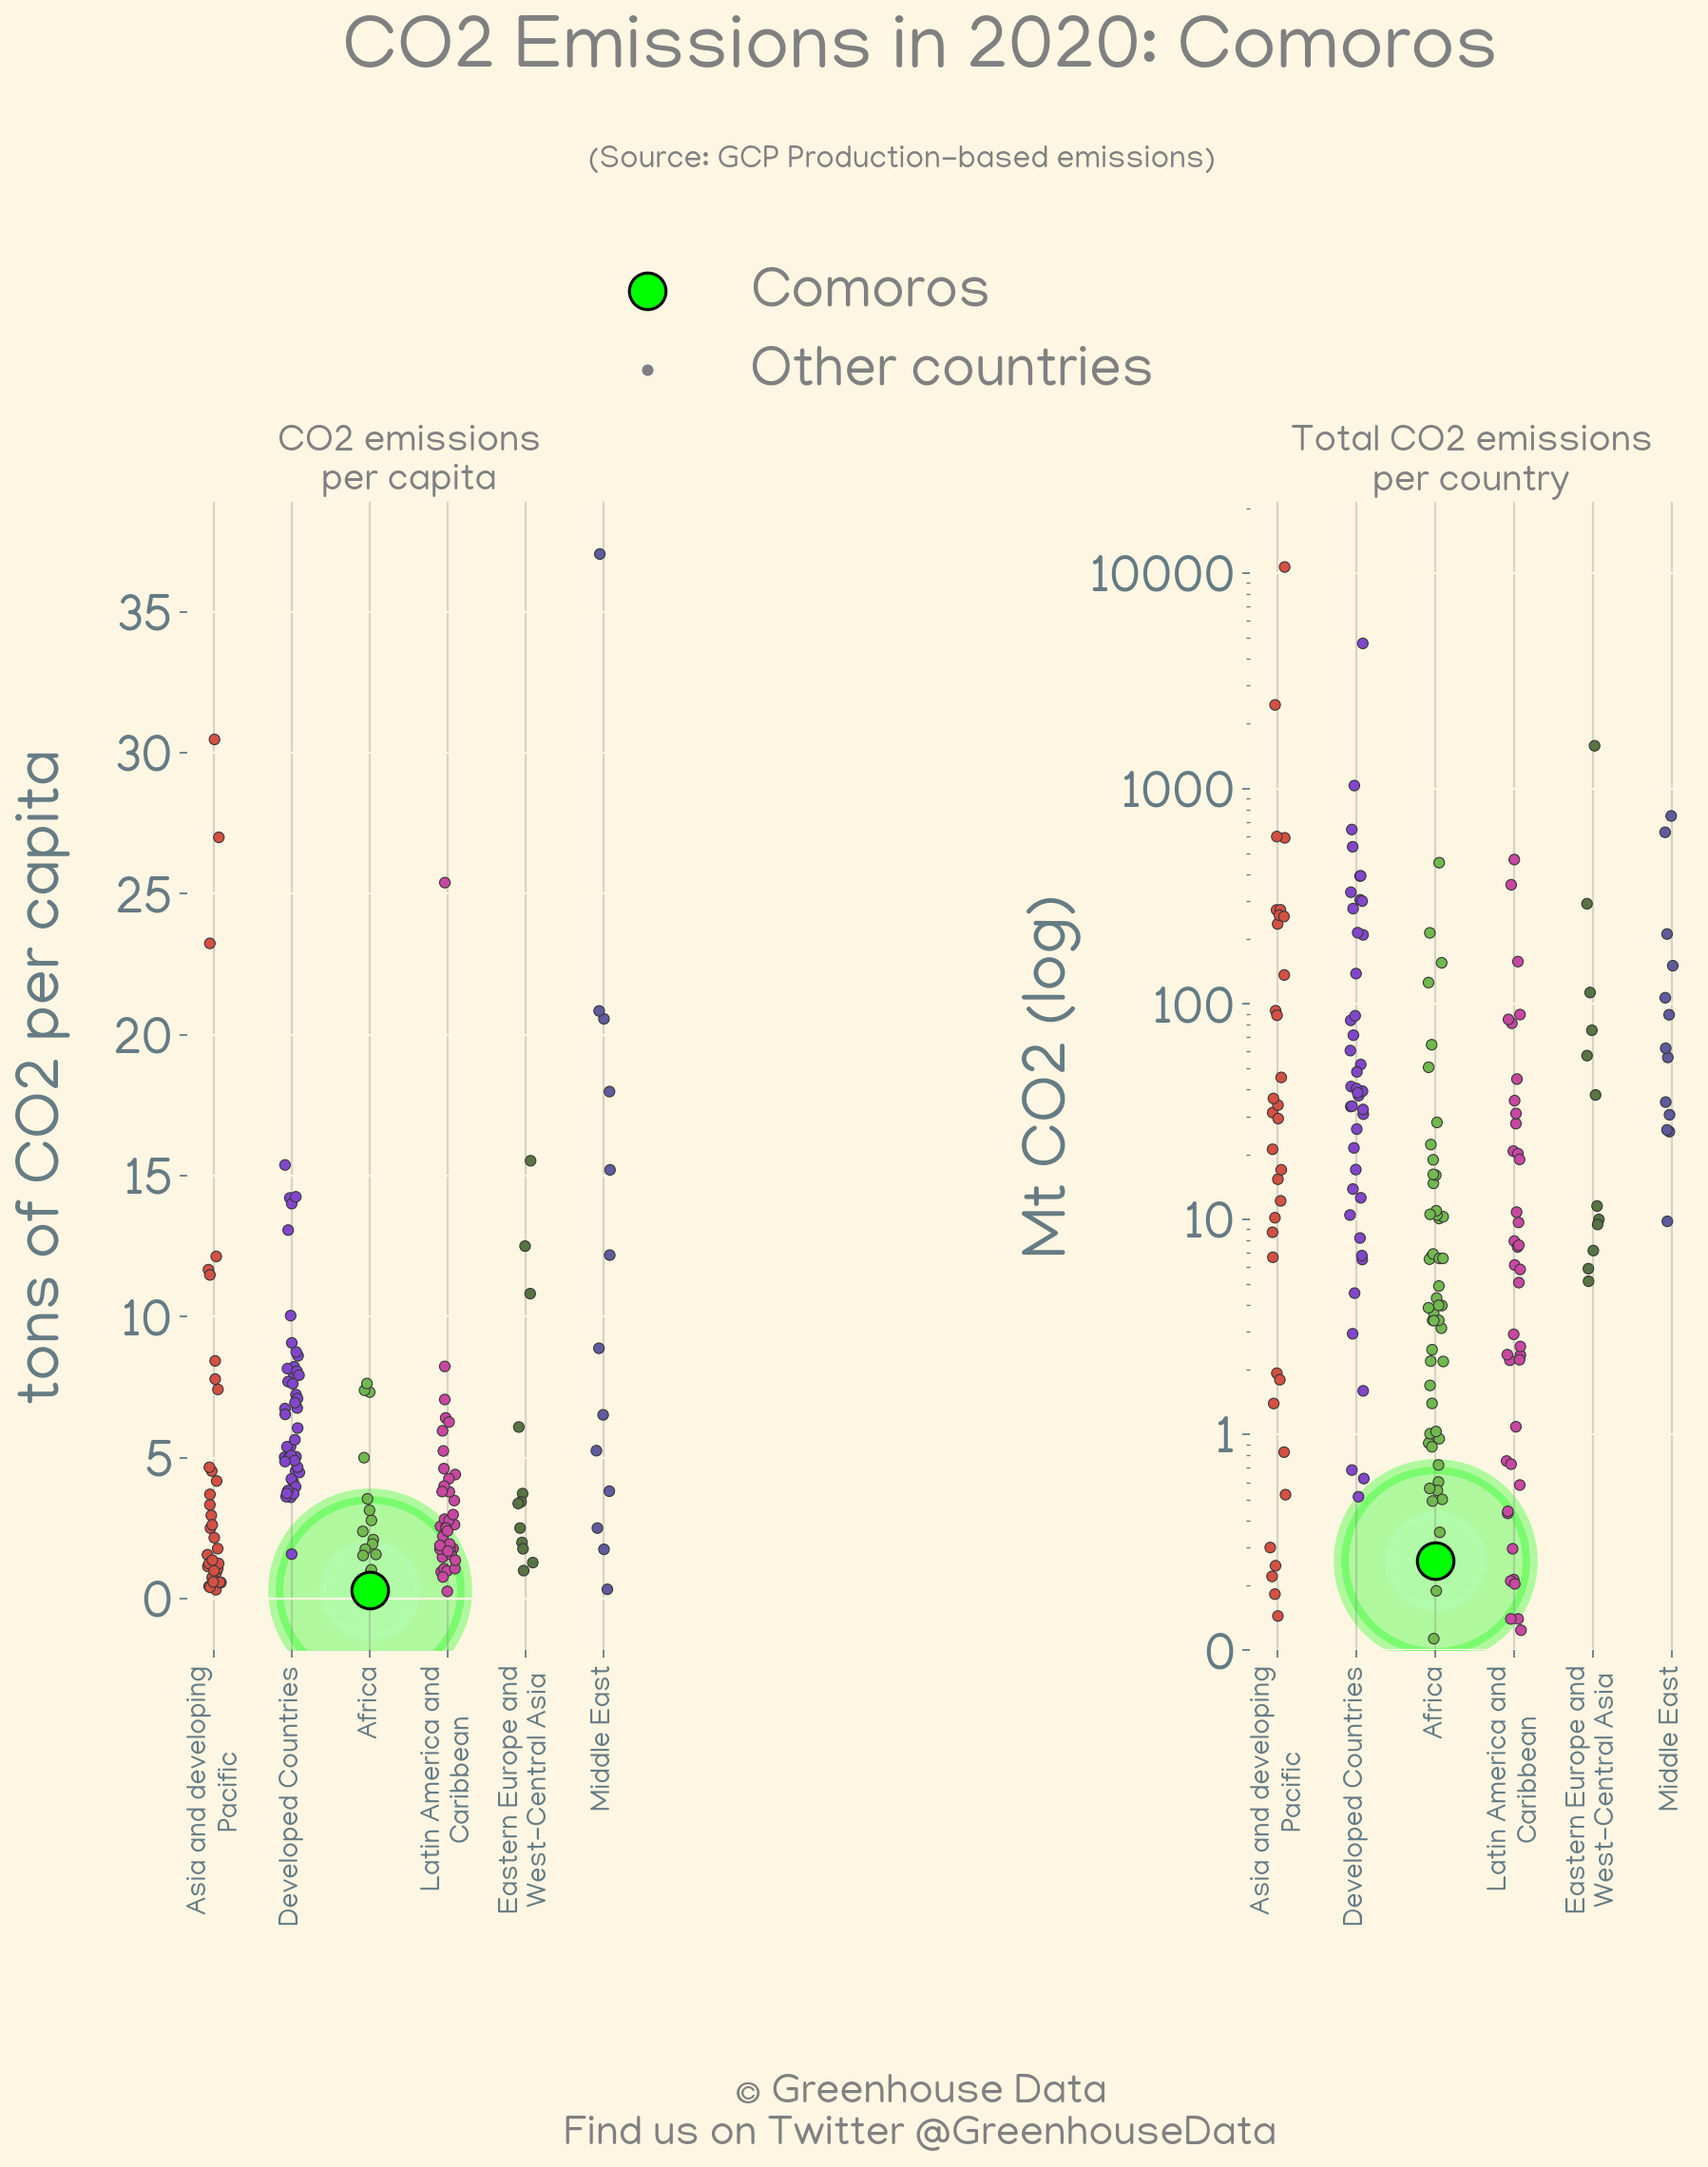 CO2 Emissions in 2020: Comoros
(Source: GCP Production-based emissions)
Comoros
Other countries
CO2 emissions
per capita
tons of CO2 per capita
35
30
25
20
15
10
5
0
Asia and developing
Pacific
Developed Countries
Africa
Latin America and
Caribbean
Eastern Europe and
West-Central Asia
Middle East
Total CO2 emissions
per country
Mt CO2 (log)
10000
1000
100
10
1
0
Asia and developing
Pacific
Developed Countries
Africa
Latin America and
Caribbean
Eastern Europe and
West-Central Asia
Middle East
© Greenhouse Data
Find us on Twitter @GreenhouseData